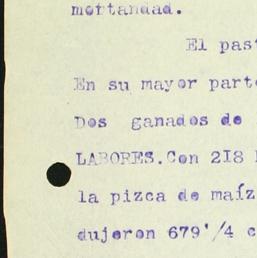 mortandad.
El past
En su mayor parte
Dos ganados de
LABORES.Con 218
la pizca de maíz
dujeron 679'/4 c